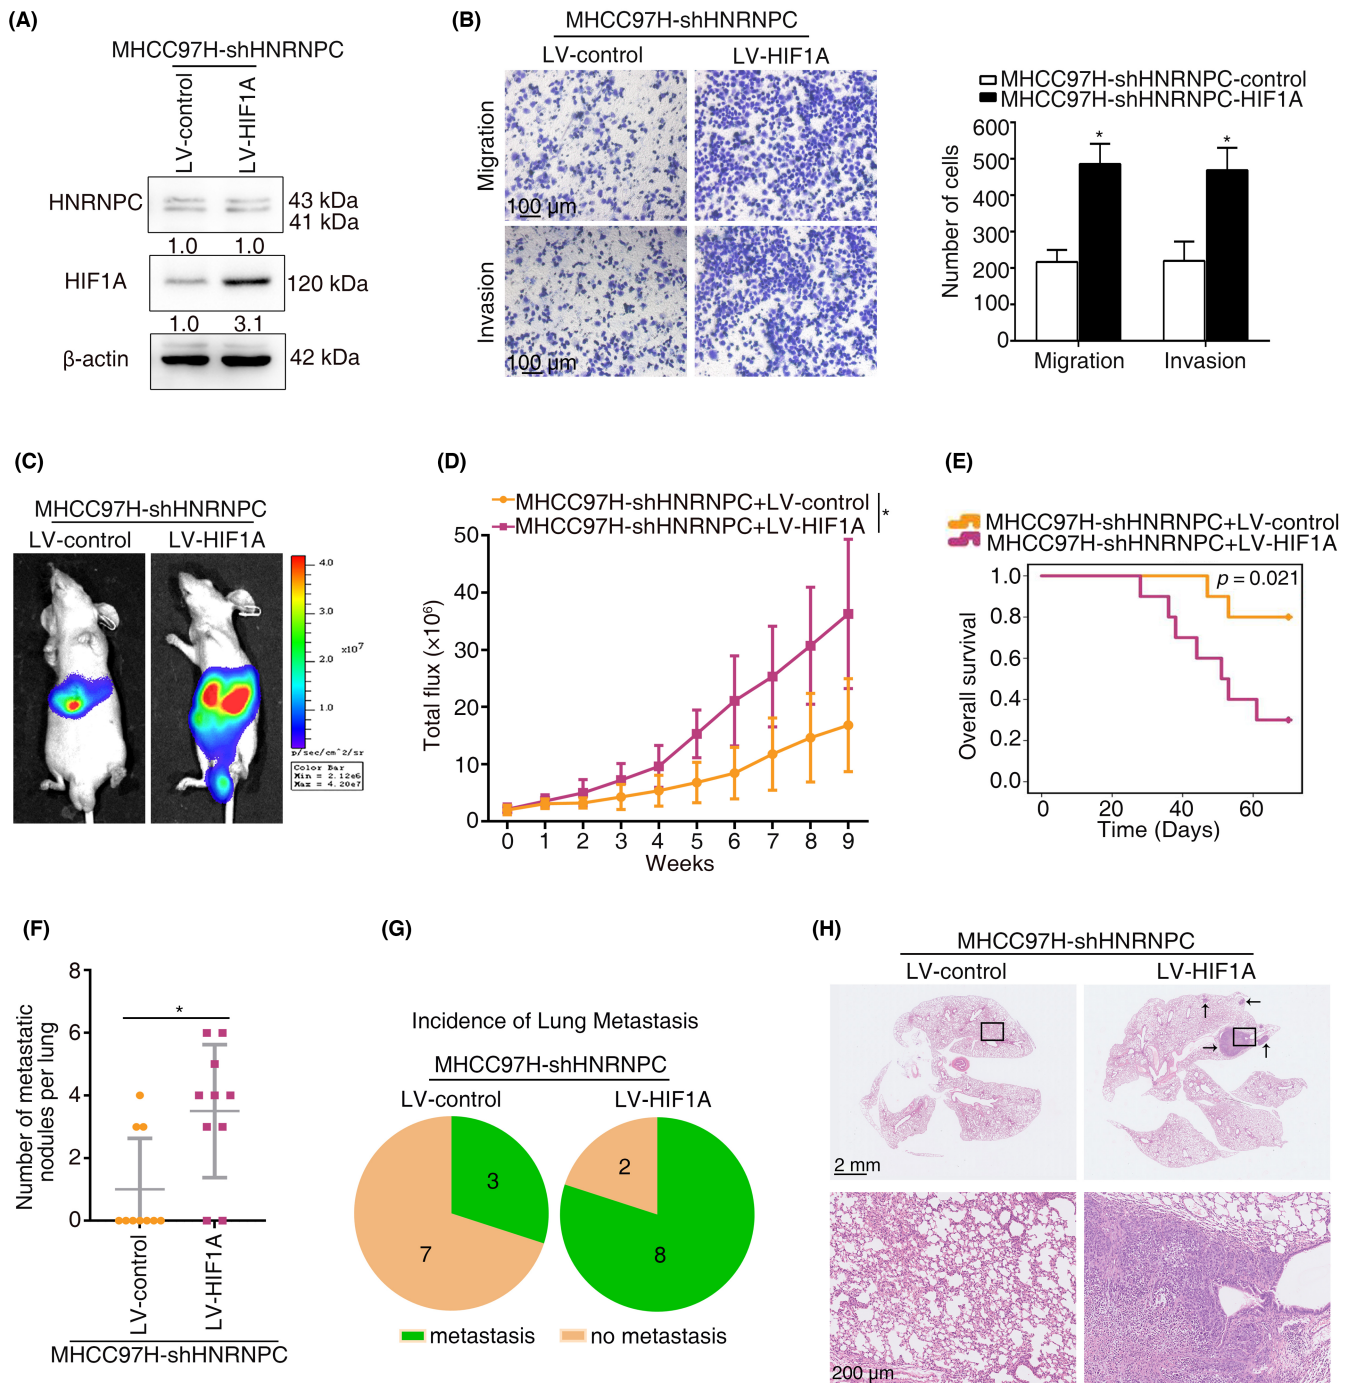 (A)
MHCC97H-shHNRNPC
LV-control
LV-HIF1A
HNRNPC
43 kDa
41 kDa
1.0 1.0
HIF1A
120 kDa
1.0 3.1
β-actin
42 kDa
(B)
MHCC97H-shHNRNPC
LV-control LV-HIF1A
Migration
100 µm
Invasion
100 µm
MHCC97H-shHNRNPC-control
MHCC97H-shHNRNPC-HIF1A
Number of cells
600
500
400
300
200
100
0
* *
Migration Invasion
(C)
MHCC97H-shHNRNPC
LV-control LV-HIF1A
4.0
3.0
2.0
1.0
x10⁷
p/sec/cm^2/sr
Color Bar
Min = 2.12e6
Max = 4.20e7
(D)
MHCC97H-shHNRNPC+LV-control
MHCC97H-shHNRNPC+LV-HIF1A
*
Total flux (×10⁶)
50
40
30
20
10
0
0 1 2 3 4 5 6 7 8 9
Weeks
(E)
MHCC97H-shHNRNPC+LV-control
MHCC97H-shHNRNPC+LV-HIF1A
p = 0.021
Overall survival
1.0
0.8
0.6
0.4
0.2
0.0
0 20 40 60
Time (Days)
(F)
Number of metastatic
nodules per lung
8
6
4
2
0
*
LV-control
LV-HIF1A
MHCC97H-shHNRNPC
(G)
Incidence of Lung Metastasis
MHCC97H-shHNRNPC
LV-control LV-HIF1A
3
7
2
8
metastasis no metastasis
(H)
MHCC97H-shHNRNPC
LV-control LV-HIF1A
2 mm
200 µm